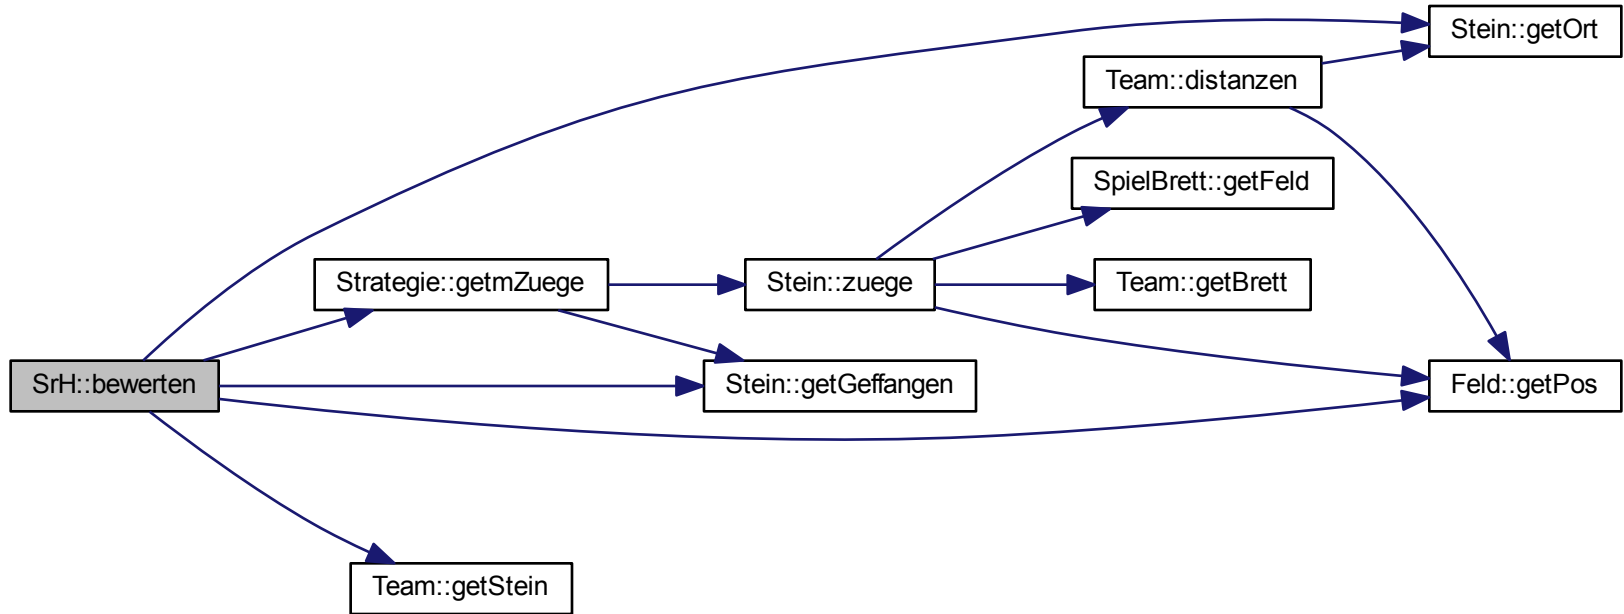 Stein::getOrt
Team::distanzen
SpielBrett::getFeld
Strategie::getmZuege
Stein::zuege
Team::getBrett
SrH::bewerten
Stein::getGeffangen
Feld::getPos
Team::getStein